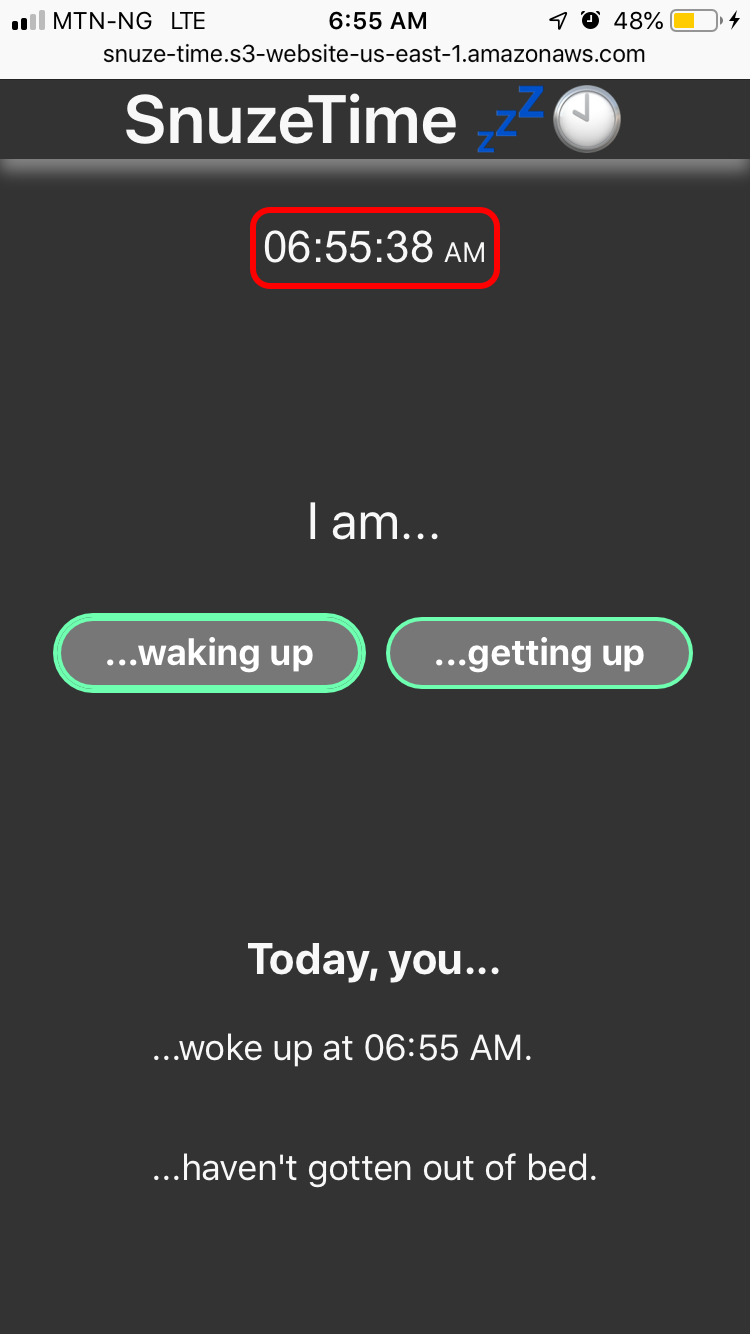 MTN-NG LTE 6:55 AM 48%
snuze-time.s3-website-us-east-1.amazonaws.com
SnuzeTime 💤🕙
06:55:38 AM
I am...
...waking up ...getting up
Today, you...
...woke up at 06:55 AM.
...haven't gotten out of bed.